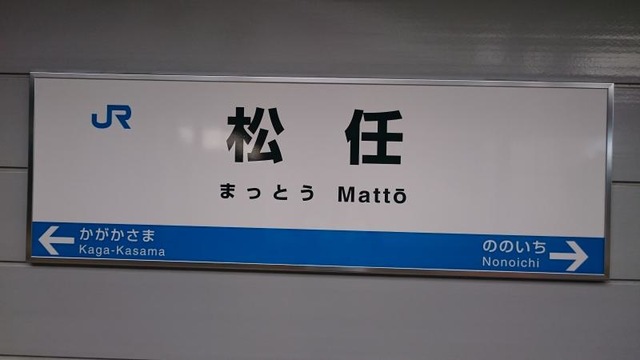 JR
松任
まっとう Mattō
かがかさま
Kaga-Kasama
ののいち
Nonoichi